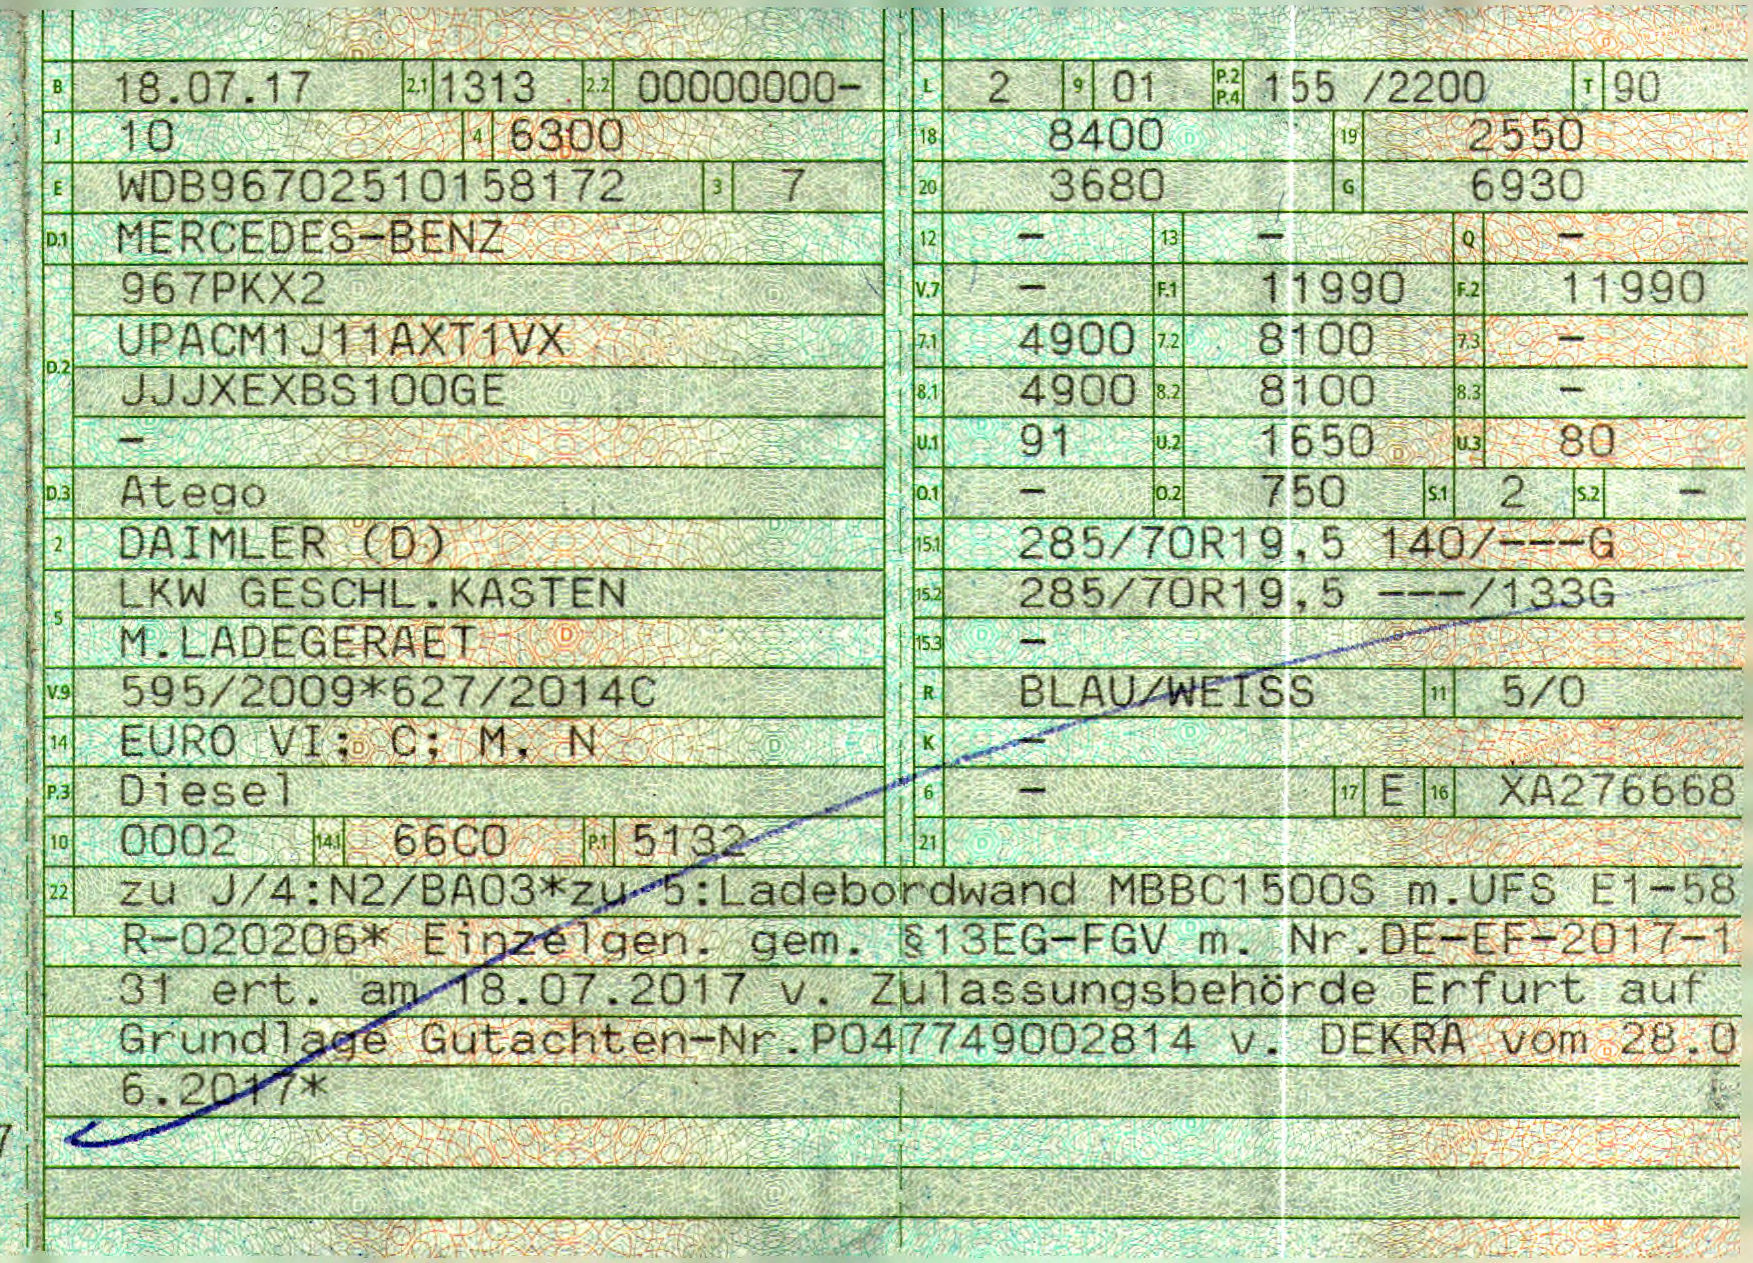 B 18.07.17 2.1 1313 2.2 00000000-
J 10 4 6300
E WDB96702510158172 3 7
D.1 MERCEDES-BENZ
967PKX2
D.2 UPACM1J11AXT1VX
JJJXEXBS100GE
-
D.3 Atego
2 DAIMLER (D)
5 LKW GESCHL.KASTEN
M.LADEGERAET
V.9 595/2009*627/2014C
14 EURO VI; C; M, N
P.3 Diesel
10 0002 14.1 66C0 P.1 5132
L 2 9 01 P.2 P.4 155 /2200 T 90
18 8400 19 2550
20 3680 G 6930
12 - 13 - Q -
V.7 - F.1 11990 F.2 11990
7.1 4900 7.2 8100 7.3 -
8.1 4900 8.2 8100 8.3 -
U.1 91 U.2 1650 U.3 80
O.1 - O.2 750 S.1 2 S.2 -
15.1 285/70R19,5 140/---G
15.2 285/70R19,5 ---/133G
15.3 -
R BLAU/WEISS 11 5/0
K -
6 - 17 E 16 XA276668
21
22 zu J/4:N2/BA03*zu 5:Ladebordwand MBBC1500S m.UFS E1-58
R-020206* Einzelgen. gem. §13EG-FGV m. Nr.DE-EF-2017-1
31 ert. am 18.07.2017 v. Zulassungsbehörde Erfurt auf
Grundlage Gutachten-Nr.P047749002814 v. DEKRA vom 28.0
6.2017*
7